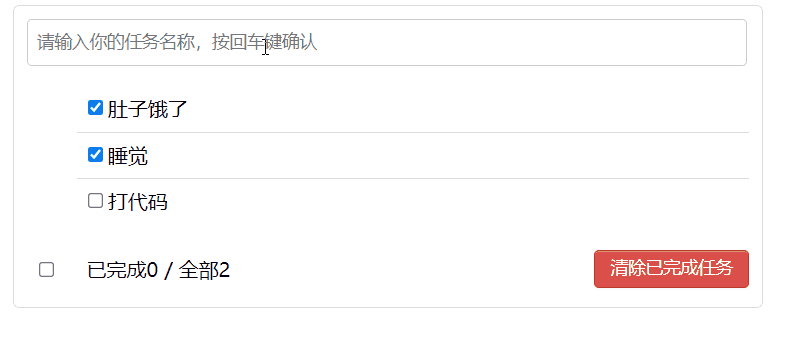 请输入你的任务名称，按回车键确认
肚子饿了
睡觉
打代码
已完成0 / 全部2
清除已完成任务